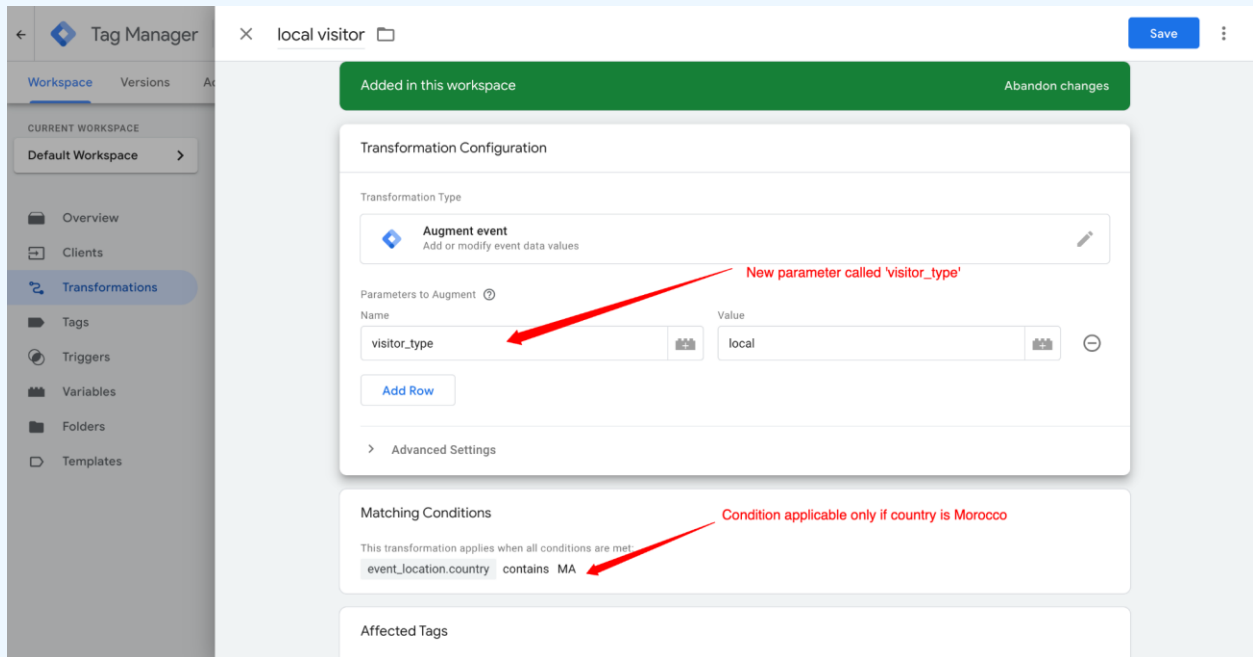 Tag Manager
local visitor
Save
Workspace Versions
Added in this workspace
Abandon changes
CURRENT WORKSPACE
Default Workspace
Transformation Configuration
Overview
Clients
Transformations
Tags
Triggers
Variables
Folders
Templates
Transformation Type
Augment event
Add or modify event data values
New parameter called 'visitor_type'
Parameters to Augment
Name
Value
visitor_type
local
Add Row
Advanced Settings
Matching Conditions
Condition applicable only if country is Morocco
This transformation applies when all conditions are met:
event_location.country contains MA
Affected Tags